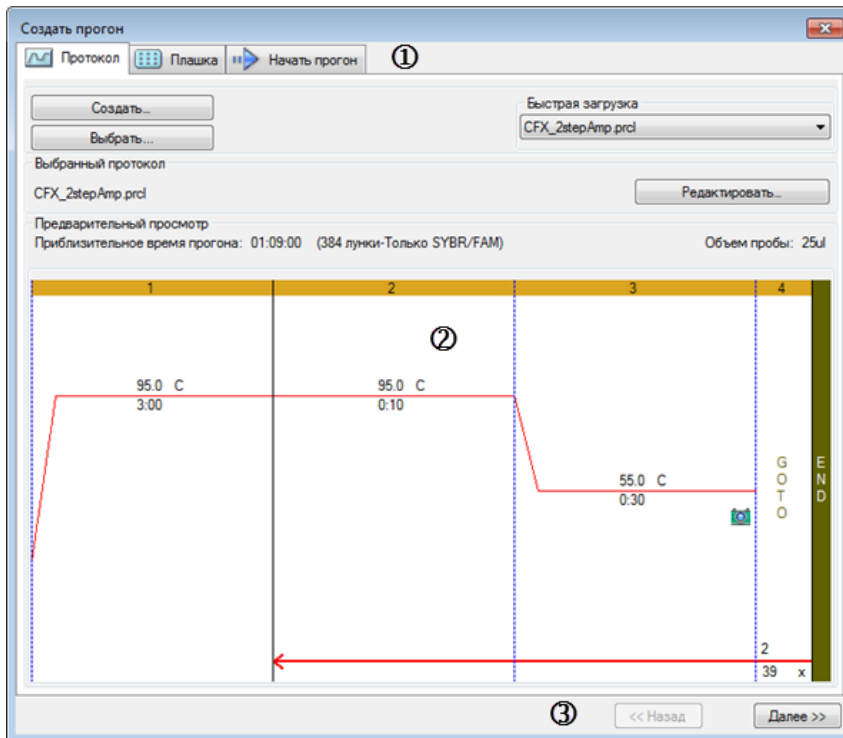 Создать прогон
Протокол Плашка Начать прогон ①
Создать...
Выбрать...
Быстрая загрузка
CFX_2stepAmp.prcl
Выбранный протокол
CFX_2stepAmp.prcl
Редактировать...
Предварительный просмотр
Приблизительное время прогона: 01:09:00 (384 лунки-Только SYBR/FAM) Объем пробы: 25ul
1 2 3 4
②
95.0 C 95.0 C
3:00 0:10
55.0 C
0:30
GOTO
END
2
39 x
③ << Назад Далее >>